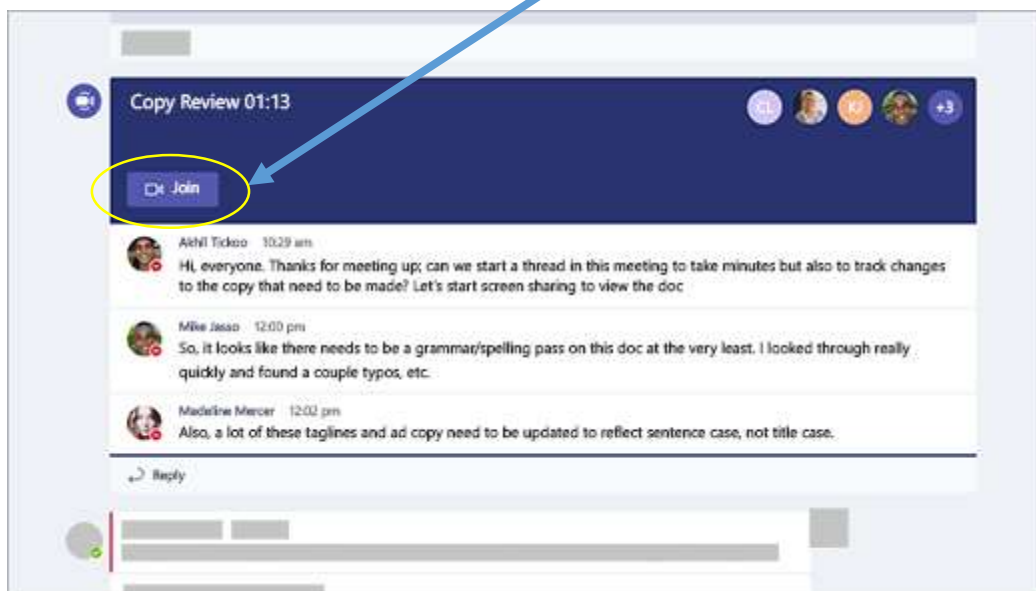 Copy Review 01:13
CL
KJ
+3
Join
Akhil Tickoo 10:29 am
Hi, everyone. Thanks for meeting up; can we start a thread in this meeting to take minutes but also to track changes
to the copy that need to be made? Let's start screen sharing to view the doc
Mike Jasso 12:00 pm
So, it looks like there needs to be a grammar/spelling pass on this doc at the very least. I looked through really
quickly and found a couple typos, etc.
Madeline Mercer 12:02 pm
Also, a lot of these taglines and ad copy need to be updated to reflect sentence case, not title case.
Reply